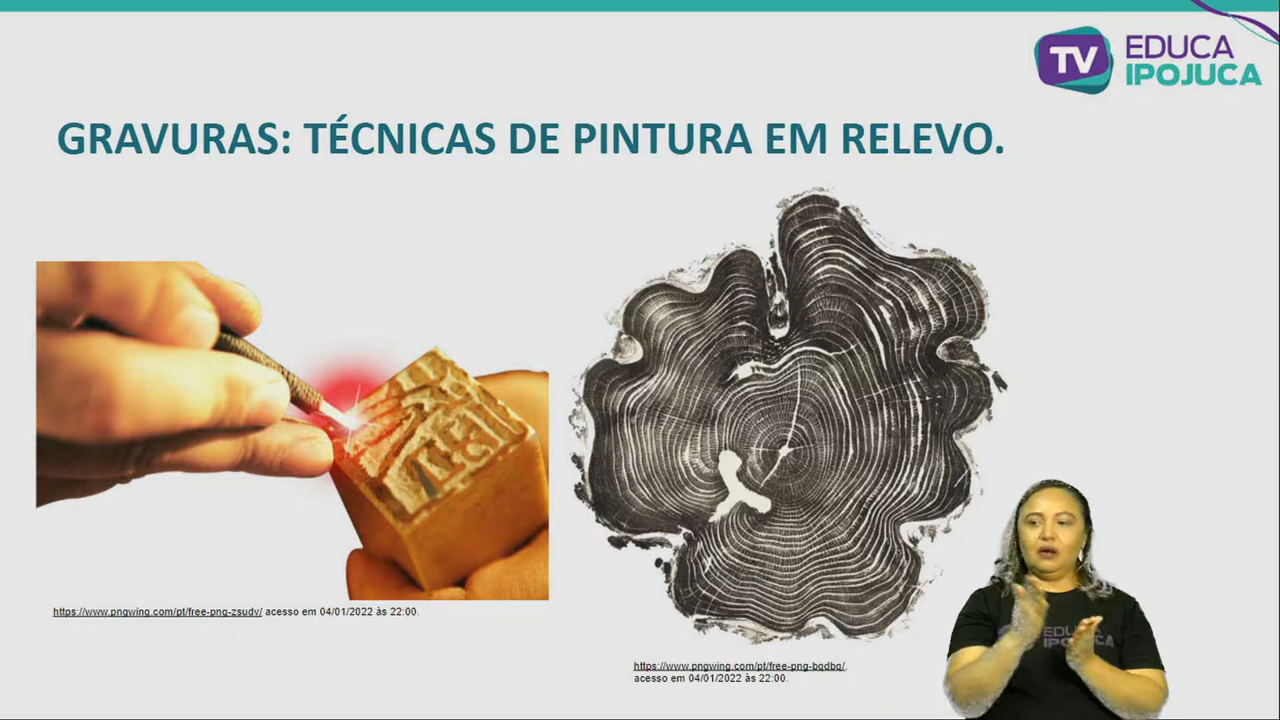 TV EDUCA
IPOJUCA
GRAVURAS: TÉCNICAS DE PINTURA EM RELEVO.
https://www.pngwing.com/pt/free-png-zsudv/ acesso em 04/01/2022 às 22:00.
https://www.pngwing.com/pt/free-png-bqdbq/,
acesso em 04/01/2022 às 22:00.
EDUCA
IPOJUCA